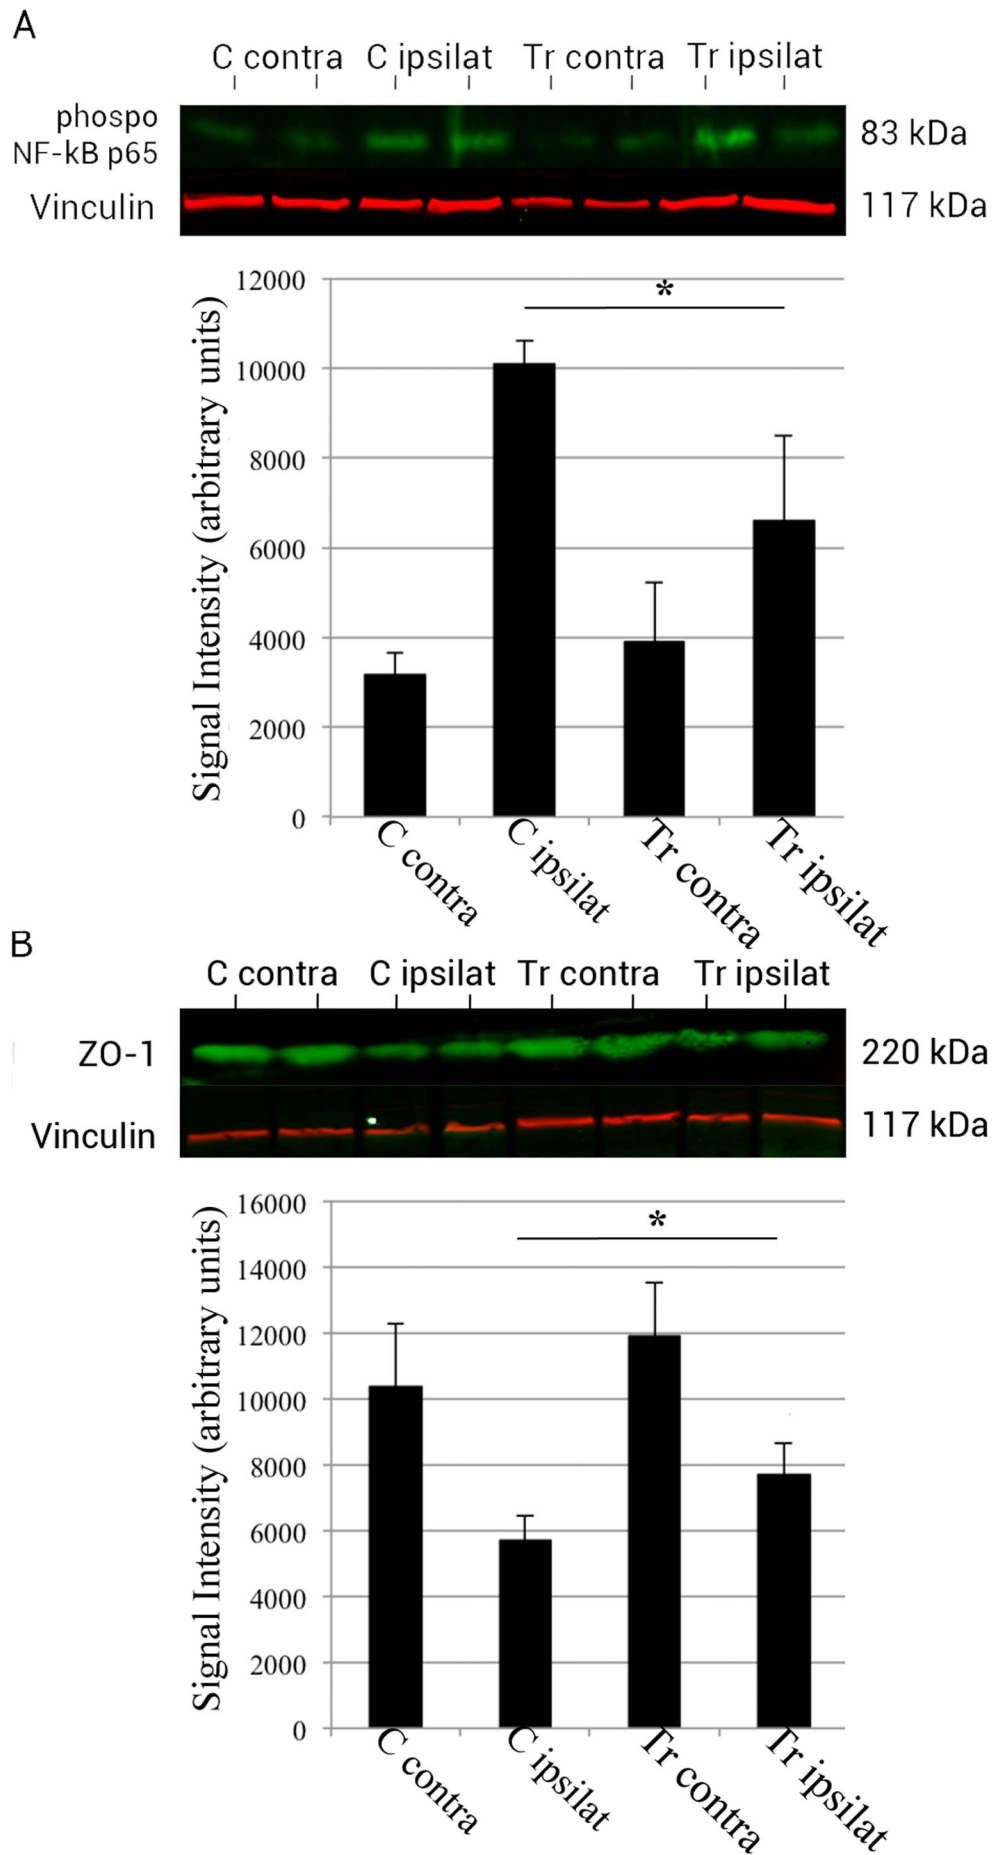 A
C contra C ipsilat Tr contra Tr ipsilat
phospo
NF-kB p65
83 kDa
Vinculin
117 kDa
Signal Intensity (arbitrary units)
12000
10000
8000
6000
4000
2000
0
*
C contra
C ipsilat
Tr contra
Tr ipsilat
B
C contra C ipsilat Tr contra Tr ipsilat
ZO-1
220 kDa
Vinculin
117 kDa
Signal Intensity (arbitrary units)
16000
14000
12000
10000
8000
6000
4000
2000
0
*
C contra
C ipsilat
Tr contra
Tr ipsilat